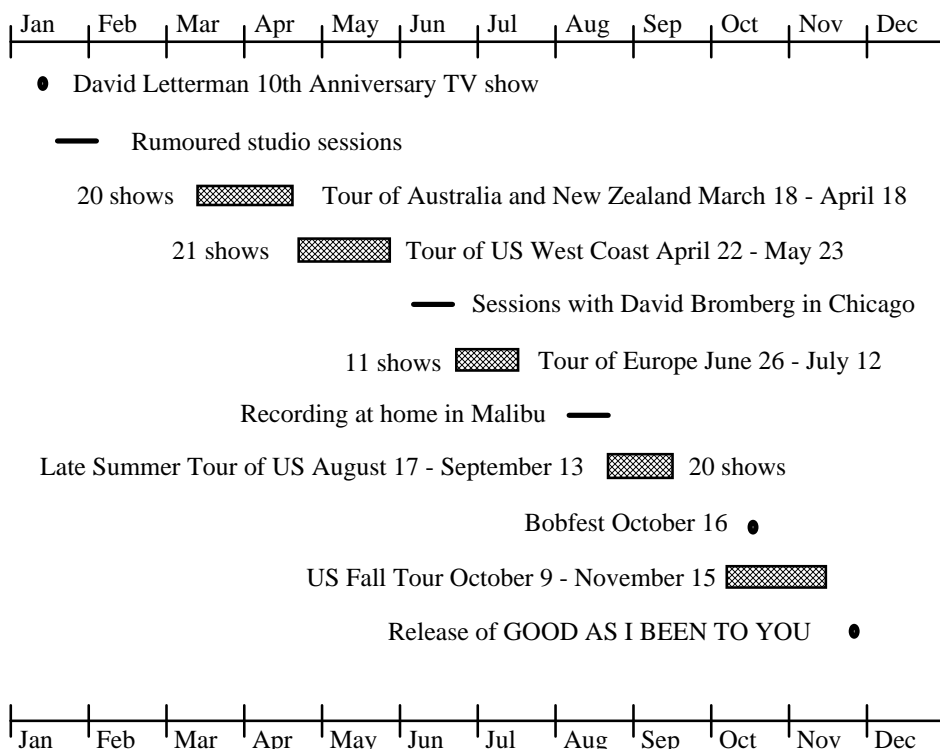 Jan Feb Mar Apr May Jun Jul Aug Sep Oct Nov Dec
David Letterman 10th Anniversary TV show
Rumoured studio sessions
20 shows Tour of Australia and New Zealand March 18 - April 18
21 shows Tour of US West Coast April 22 - May 23
Sessions with David Bromberg in Chicago
11 shows Tour of Europe June 26 - July 12
Recording at home in Malibu
Late Summer Tour of US August 17 - September 13 20 shows
Bobfest October 16
US Fall Tour October 9 - November 15
Release of GOOD AS I BEEN TO YOU
Jan Feb Mar Apr May Jun Jul Aug Sep Oct Nov Dec